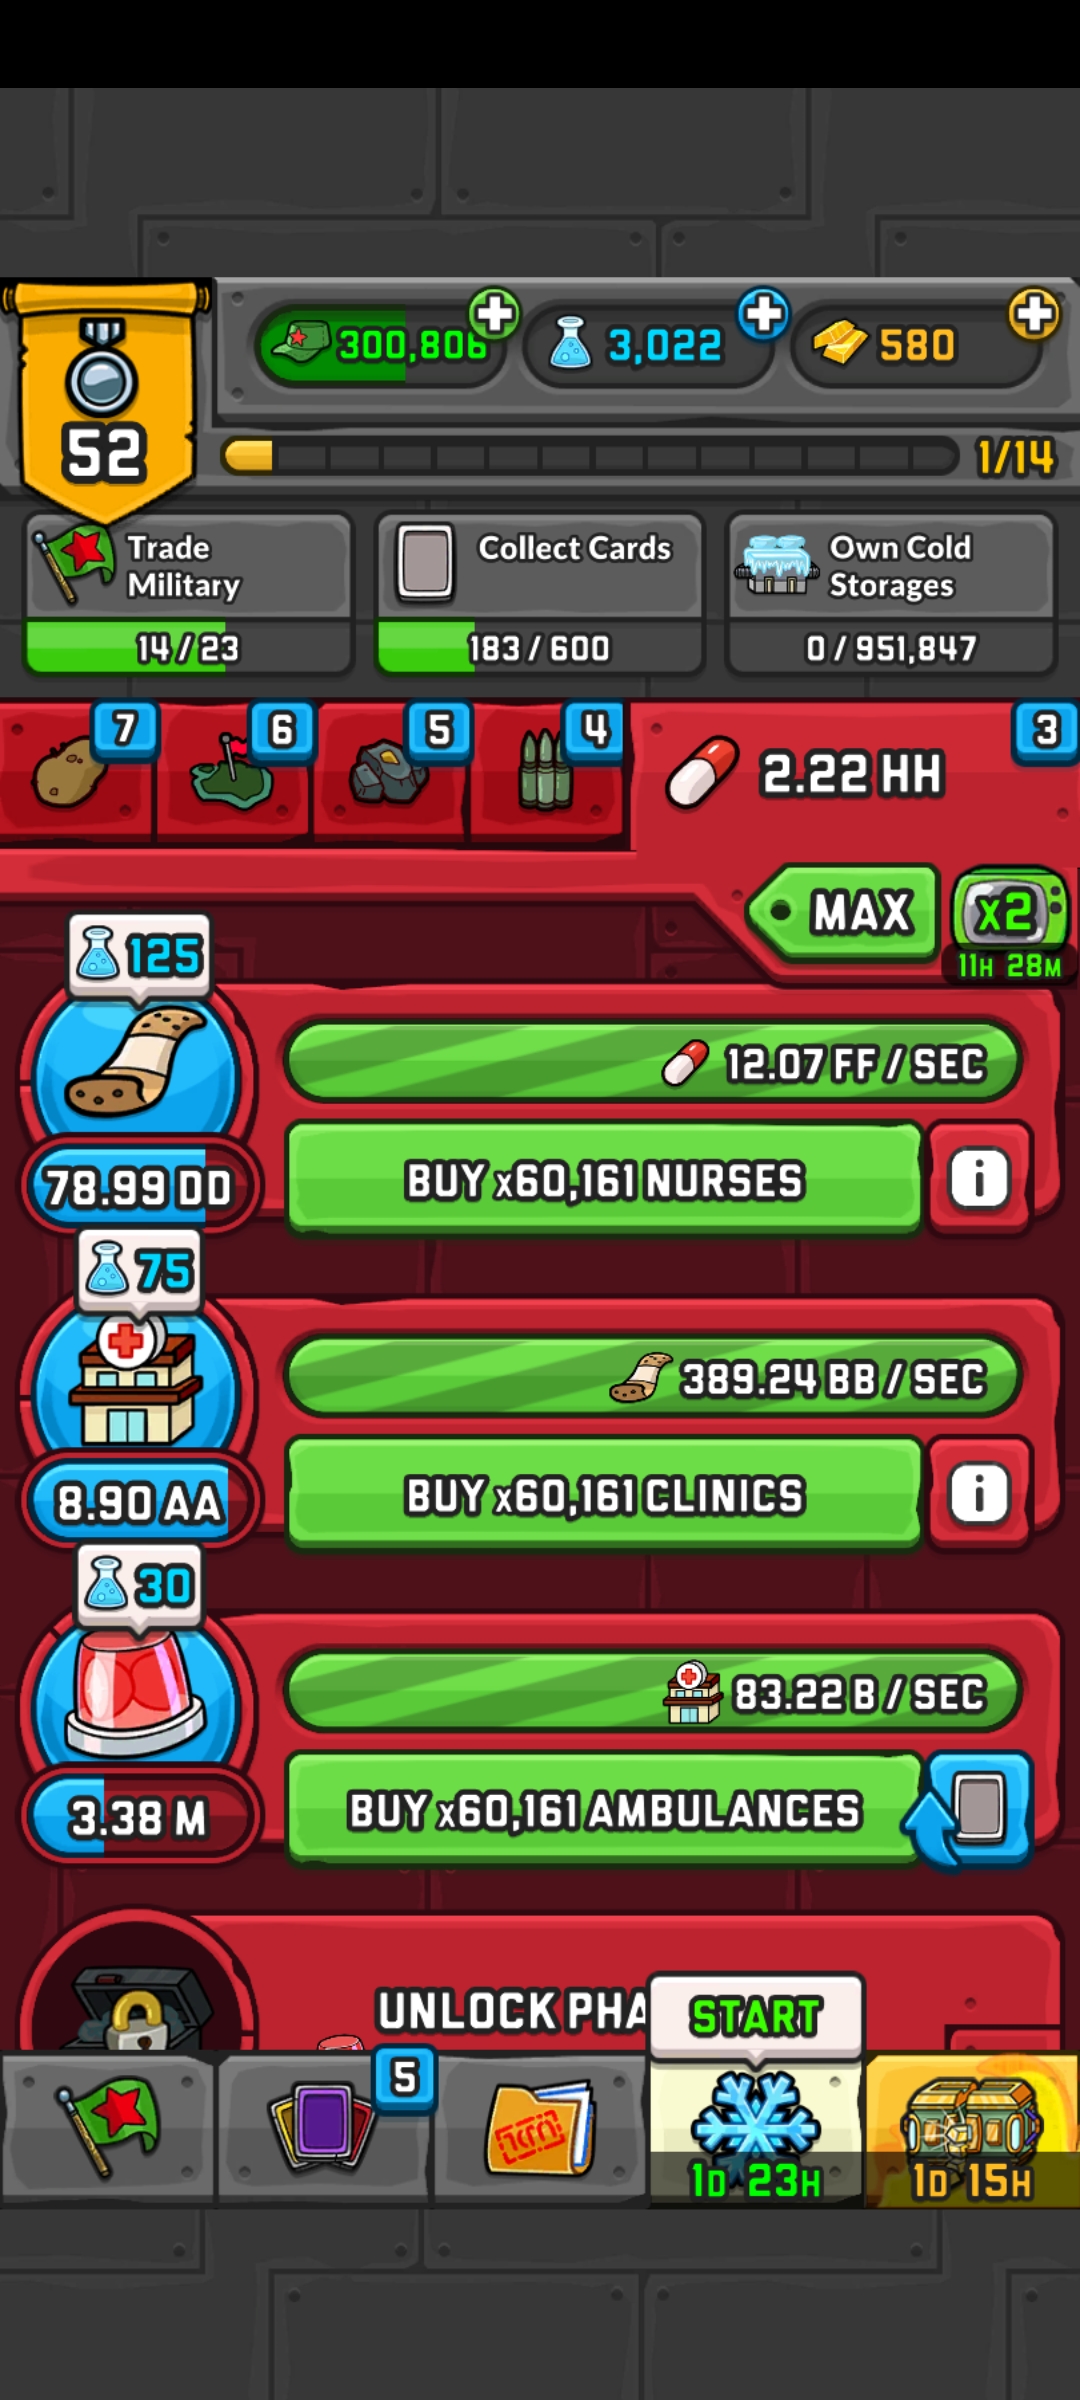 300,806
3,022
580
52
1/14
Trade
Military
Collect Cards
Own Cold
Storages
14/23
183/600
0/951,847
7
6
5
4
3
2.22 HH
MAX
x2
11H 28M
125
12.07 FF/SEC
78.99 DD
BUY x60,161 NURSES
i
75
389.24 BB/SEC
8.90 AA
BUY x60,161 CLINICS
i
30
83.22 B/SEC
3.38 M
BUY x60,161 AMBULANCES
UNLOCK PHA
START
5
1D 23H
1D 15H